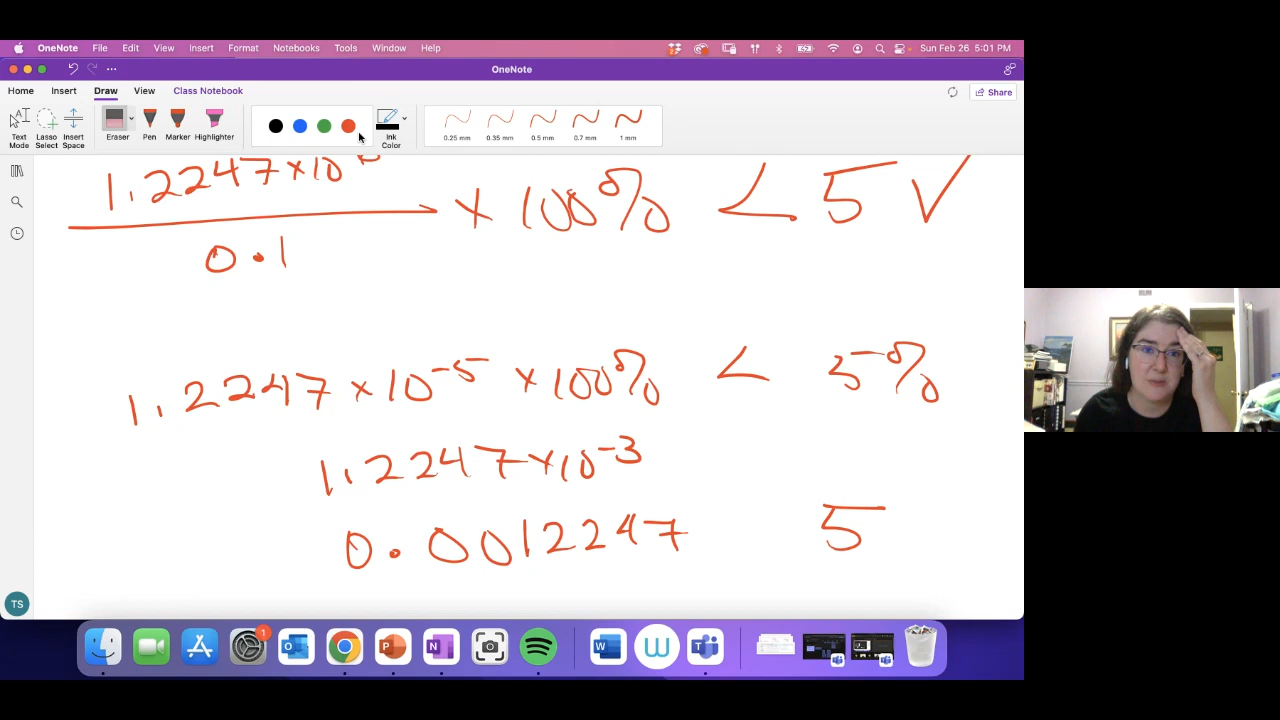 OneNote File Edit View Insert Format Notebooks Tools Window Help Sun Feb 26 5:01 PM
OneNote
Home Insert Draw View Class Notebook Share
Text Mode Lasso Select Insert Space Eraser Pen Marker Highlighter Ink Color 0.25 mm 0.35 mm 0.5 mm 0.7 mm 1 mm
1.2247 × 10
× 100% < 5 ✓
0.1
1.2247 × 10⁻⁵ × 100% < 5%
1.2247 × 10⁻³
0.0012247 5
TS
1